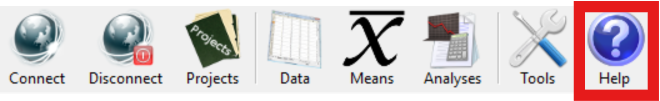 Projects
x̄
?
Connect Disconnect Projects Data Means Analyses Tools Help